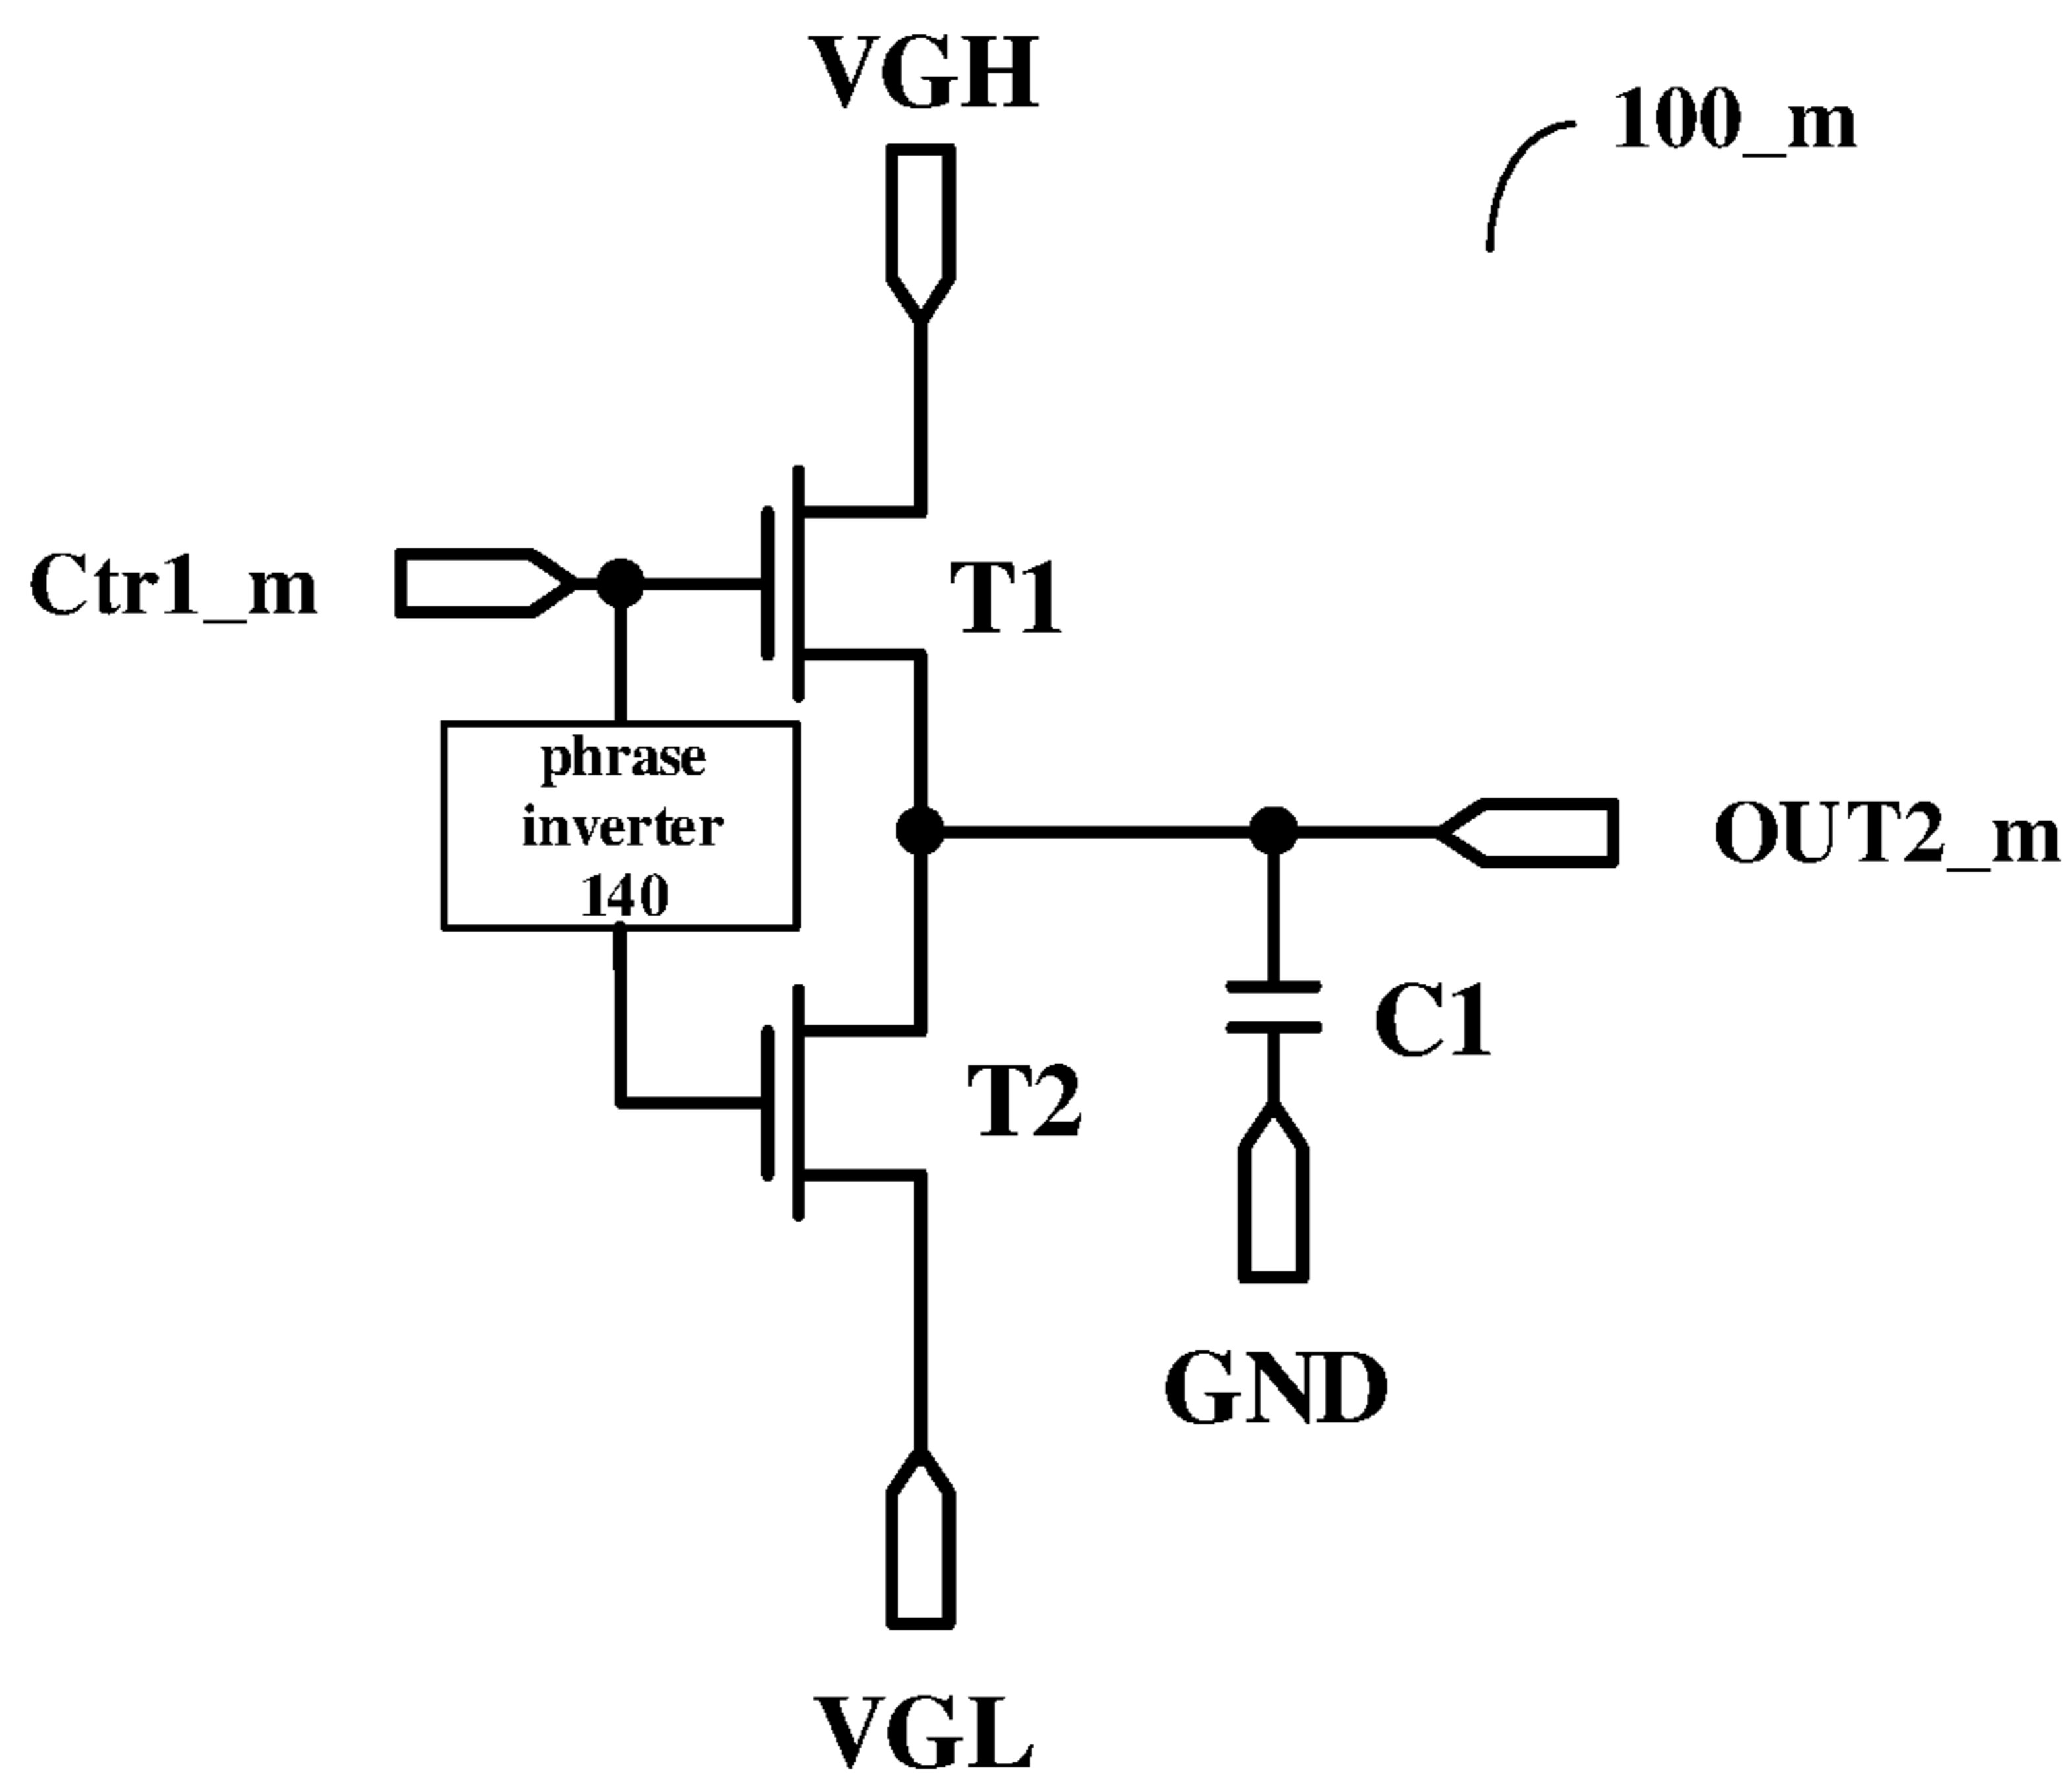 VGH
100_m
Ctr1_m
T1
phrase
inverter
140
OUT2_m
C1
T2
GND
VGL